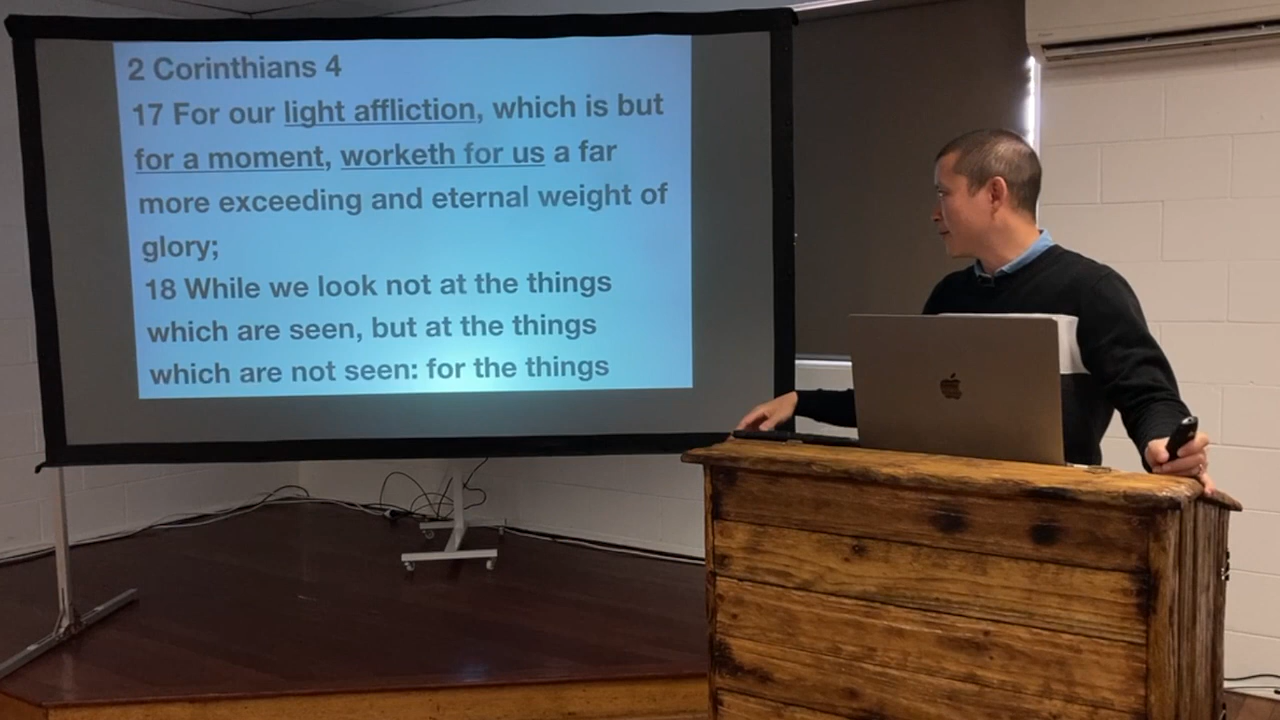 2 Corinthians 4
17 For our light affliction, which is but
for a moment, worketh for us a far
more exceeding and eternal weight of
glory;
18 While we look not at the things
which are seen, but at the things
which are not seen: for the things